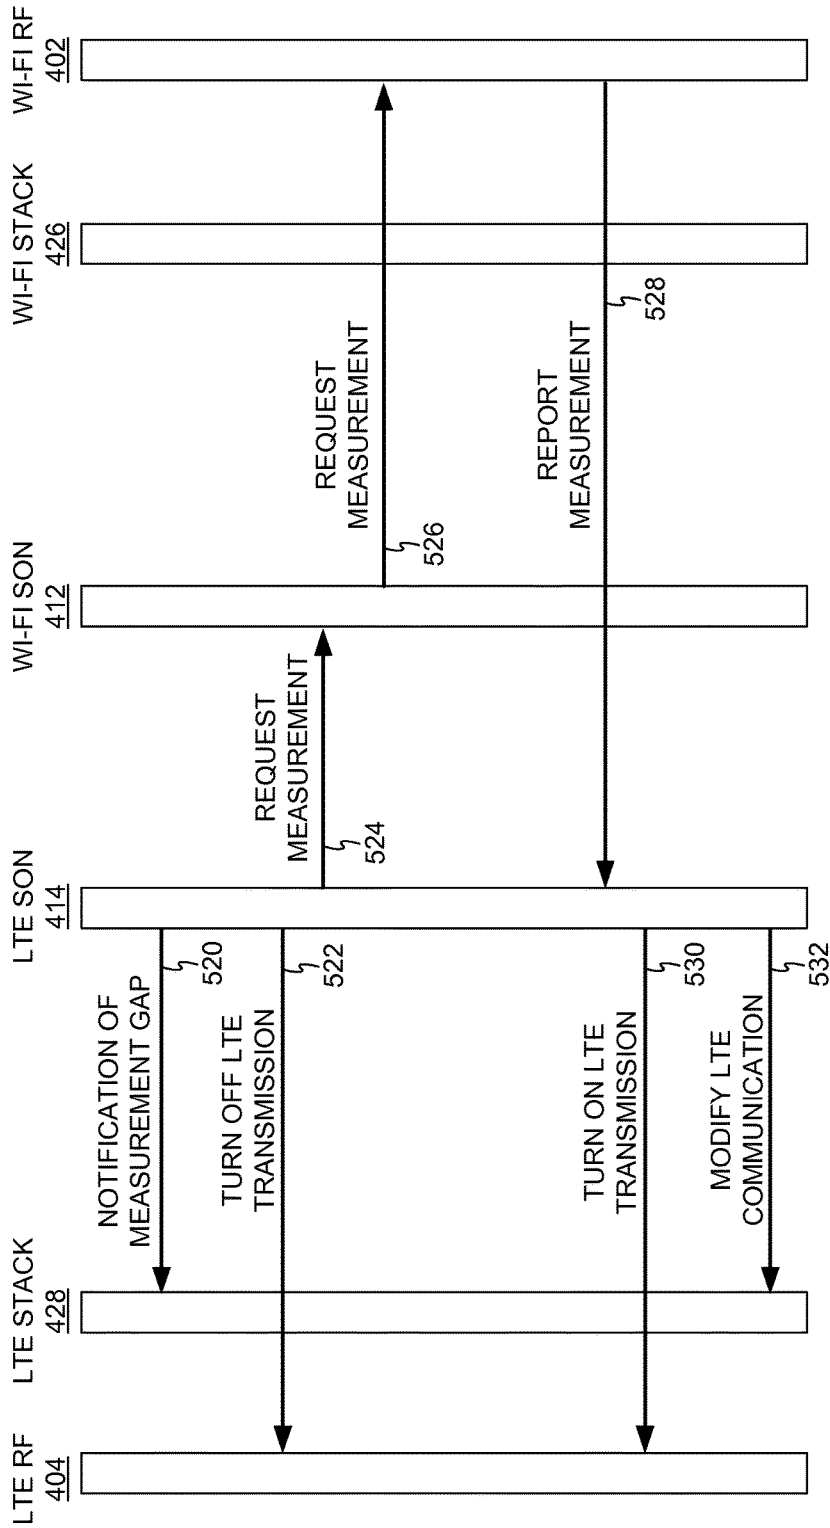 LTE RF
404
LTE STACK
428
LTE SON
414
WI-FI SON
412
WI-FI STACK
426
WI-FI RF
402
NOTIFICATION OF
MEASUREMENT GAP
520
TURN OFF LTE
TRANSMISSION
522
REQUEST
MEASUREMENT
524
REQUEST
MEASUREMENT
526
REPORT
MEASUREMENT
528
TURN ON LTE
TRANSMISSION
530
MODIFY LTE
COMMUNICATION
532